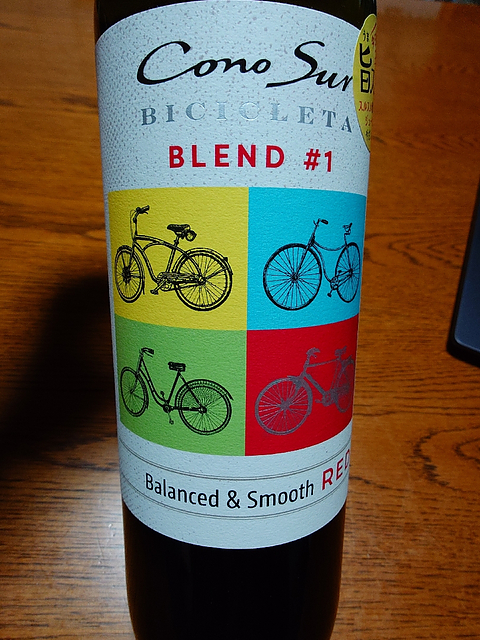 Cono Sur
BICICLETA
BLEND #1
Balanced & Smooth RED